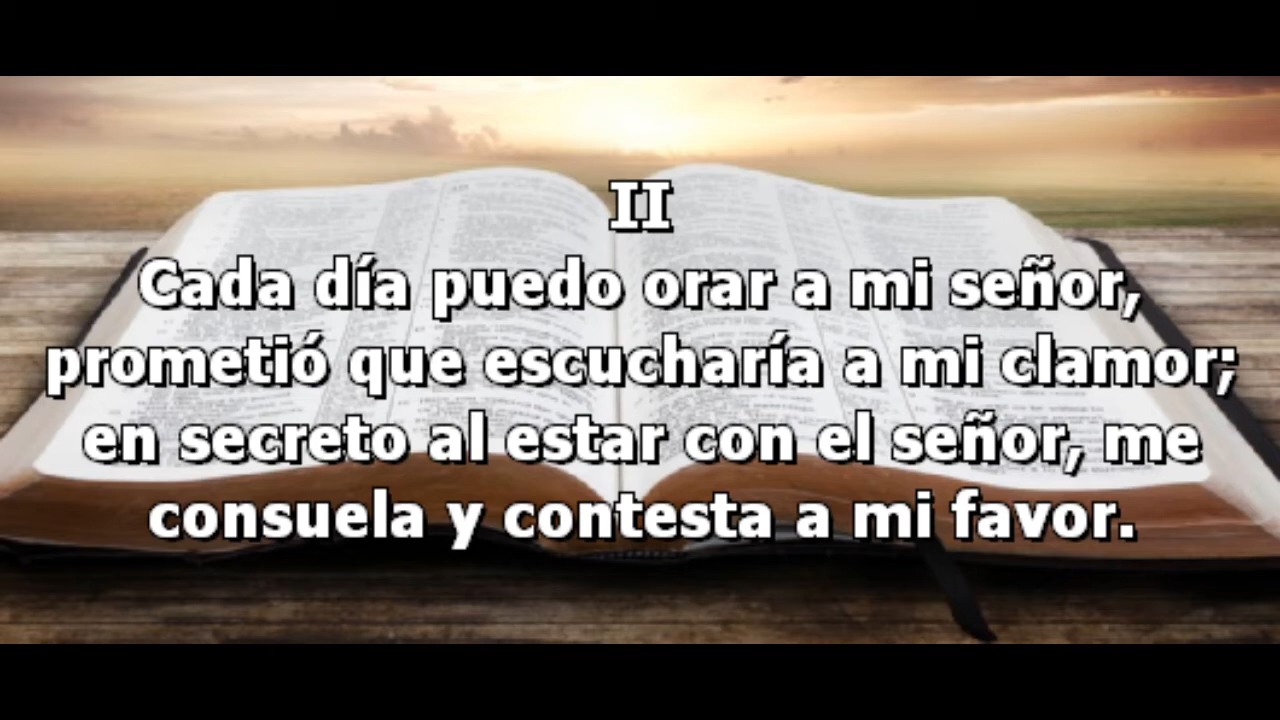 II
Cada día puedo orar a mi señor,
prometió que escucharía a mi clamor;
en secreto al estar con el señor, me
consuela y contesta a mi favor.